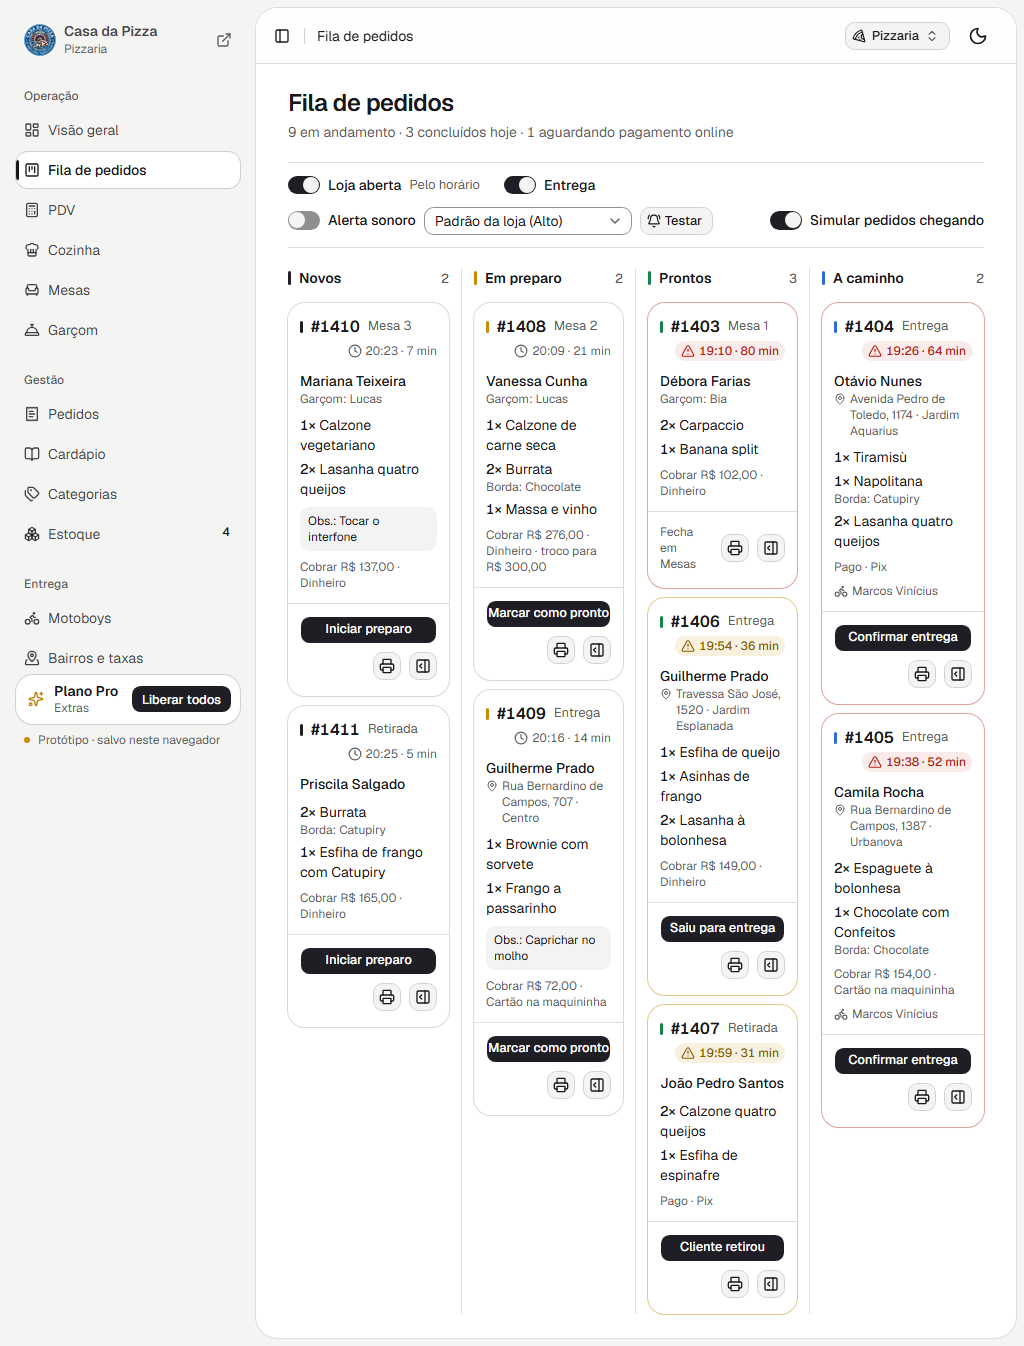 Casa da Pizza
Pizzaria
Operação
Visão geral
Fila de pedidos
PDV
Cozinha
Mesas
Garçom
Gestão
Pedidos
Cardápio
Categorias
Estoque 4
Entrega
Motoboys
Bairros e taxas
Plano Pro
Extras
Liberar todos
Protótipo · salvo neste navegador
Fila de pedidos
Pizzaria
Fila de pedidos
9 em andamento · 3 concluídos hoje · 1 aguardando pagamento online
Loja aberta Pelo horário Entrega
Alerta sonoro Padrão da loja (Alto) Testar Simular pedidos chegando
Novos 2
#1410 Mesa 3
20:23 · 7 min
Mariana Teixeira
Garçom: Lucas
1× Calzone
vegetariano
2× Lasanha quatro
queijos
Obs.: Tocar o
interfone
Cobrar R$ 137,00 ·
Dinheiro
Iniciar preparo
#1411 Retirada
20:25 · 5 min
Priscila Salgado
2× Burrata
Borda: Catupiry
1× Esfiha de frango
com Catupiry
Cobrar R$ 165,00 ·
Dinheiro
Iniciar preparo
Em preparo 2
#1408 Mesa 2
20:09 · 21 min
Vanessa Cunha
Garçom: Lucas
1× Calzone de
carne seca
2× Burrata
Borda: Chocolate
1× Massa e vinho
Cobrar R$ 276,00 ·
Dinheiro · troco para
R$ 300,00
Marcar como pronto
#1409 Entrega
20:16 · 14 min
Guilherme Prado
Rua Bernardino de
Campos, 707 ·
Centro
1× Brownie com
sorvete
1× Frango a
passarinho
Obs.: Caprichar no
molho
Cobrar R$ 72,00 ·
Cartão na maquininha
Marcar como pronto
Prontos 3
#1403 Mesa 1
19:10 · 80 min
Débora Farias
Garçom: Bia
2× Carpaccio
1× Banana split
Cobrar R$ 102,00 ·
Dinheiro
Fecha
em
Mesas
#1406 Entrega
19:54 · 36 min
Guilherme Prado
Travessa São José,
1520 · Jardim
Esplanada
1× Esfiha de queijo
1× Asinhas de
frango
2× Lasanha à
bolonhesa
Cobrar R$ 149,00 ·
Dinheiro
Saiu para entrega
#1407 Retirada
19:59 · 31 min
João Pedro Santos
2× Calzone quatro
queijos
1× Esfiha de
espinafre
Pago · Pix
Cliente retirou
A caminho 2
#1404 Entrega
19:26 · 64 min
Otávio Nunes
Avenida Pedro de
Toledo, 1174 · Jardim
Aquarius
1× Tiramisù
1× Napolitana
Borda: Catupiry
2× Lasanha quatro
queijos
Pago · Pix
Marcos Vinícius
Confirmar entrega
#1405 Entrega
19:38 · 52 min
Camila Rocha
Rua Bernardino de
Campos, 1387 ·
Urbanova
2× Espaguete à
bolonhesa
1× Chocolate com
Confeitos
Borda: Chocolate
Cobrar R$ 154,00 ·
Cartão na maquininha
Marcos Vinícius
Confirmar entrega